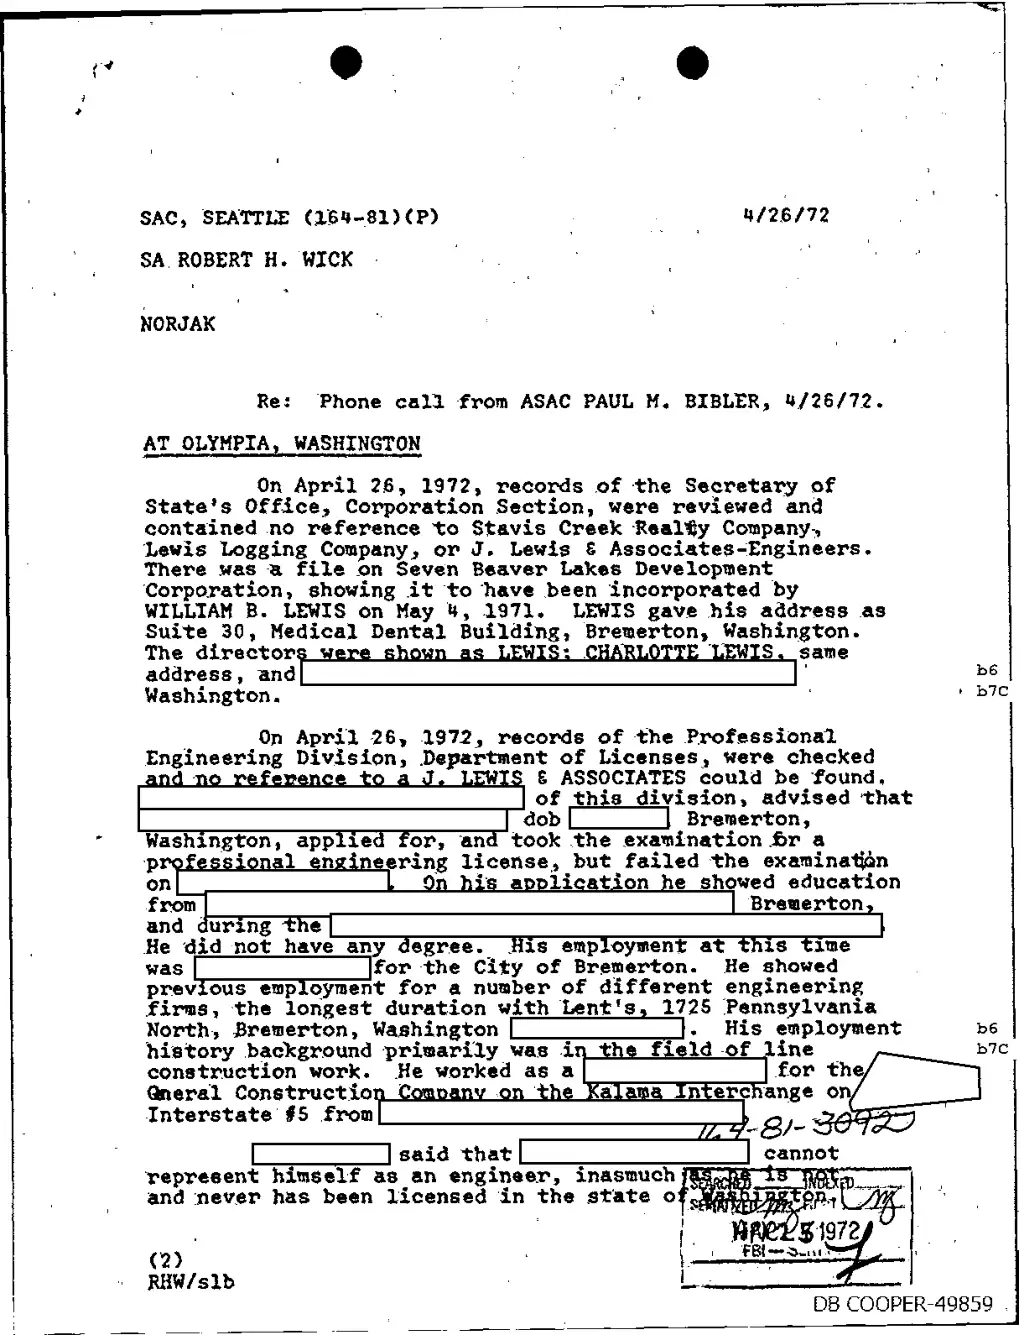 SAC, SEATTLE (164-81)(P) 4/26/72
SA ROBERT H. WICK
NORJAK
Re: Phone call from ASAC PAUL M. BIBLER, 4/26/72.
AT OLYMPIA, WASHINGTON
On April 26, 1972, records of the Secretary of
State's Office, Corporation Section, were reviewed and
contained no reference to Stavis Creek Realty Company,
Lewis Logging Company, or J. Lewis & Associates-Engineers.
There was a file on Seven Beaver Lakes Development
Corporation, showing it to have been incorporated by
WILLIAM B. LEWIS on May 4, 1971. LEWIS gave his address as
Suite 30, Medical Dental Building, Bremerton, Washington.
The directors were shown as LEWIS; CHARLOTTE LEWIS, same
address, and b6
Washington. b7C
On April 26, 1972, records of the Professional
Engineering Division, Department of Licenses, were checked
and no reference to a J. LEWIS & ASSOCIATES could be found.
of this division, advised that
dob Bremerton,
Washington, applied for, and took the examination for a
professional engineering license, but failed the examination
on . On his application he showed education
from Bremerton,
and during the
He did not have any degree. His employment at this time
was for the City of Bremerton. He showed
previous employment for a number of different engineering
firms, the longest duration with Lent's, 1725 Pennsylvania
North, Bremerton, Washington . His employment b6
history background primarily was in the field of line b7C
construction work. He worked as a for the
General Construction Company on the Kalama Interchange on
Interstate #5 from
164-81-3092
said that cannot
represent himself as an engineer, inasmuch as he is not
and never has been licensed in the state of Washington.
SEARCHED INDEXED
SERIALIZED
1972
FBI —
(2)
RHW/slb
DB COOPER-49859